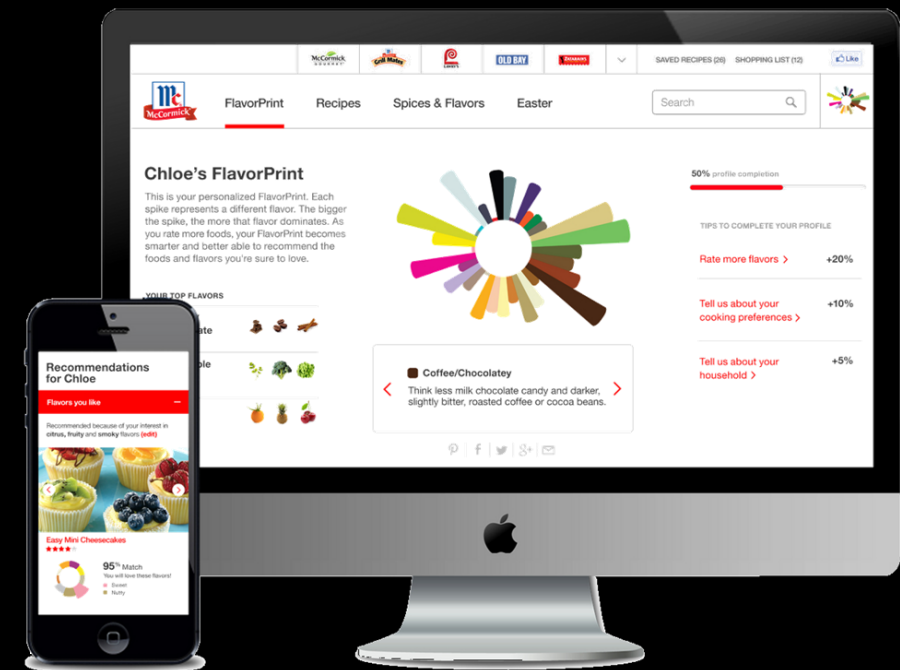 McCormick
GOURMET
Grill Mates
LAWRY'S
OLD BAY
ZATARAIN'S
SAVED RECIPES (26)
SHOPPING LIST (12)
Like
Mc
McCormick
FlavorPrint
Recipes
Spices & Flavors
Easter
Search
Chloe's FlavorPrint
This is your personalized FlavorPrint. Each
spike represents a different flavor. The bigger
the spike, the more that flavor dominates. As
you rate more foods, your FlavorPrint becomes
smarter and better able to recommend the
foods and flavors you're sure to love.
YOUR TOP FLAVORS
ate
ble
Coffee/Chocolatey
Think less milk chocolate candy and darker,
slightly bitter, roasted coffee or cocoa beans.
50% profile completion
TIPS TO COMPLETE YOUR PROFILE
Rate more flavors >
+20%
Tell us about your
cooking preferences >
+10%
Tell us about your
household >
+5%
Recommendations
for Chloe
Flavors you like
Recommended because of your interest in
citrus, fruity and smoky flavors (edit)
Easy Mini Cheesecakes
95% Match
You will love these flavors!
Sweet
Nutty